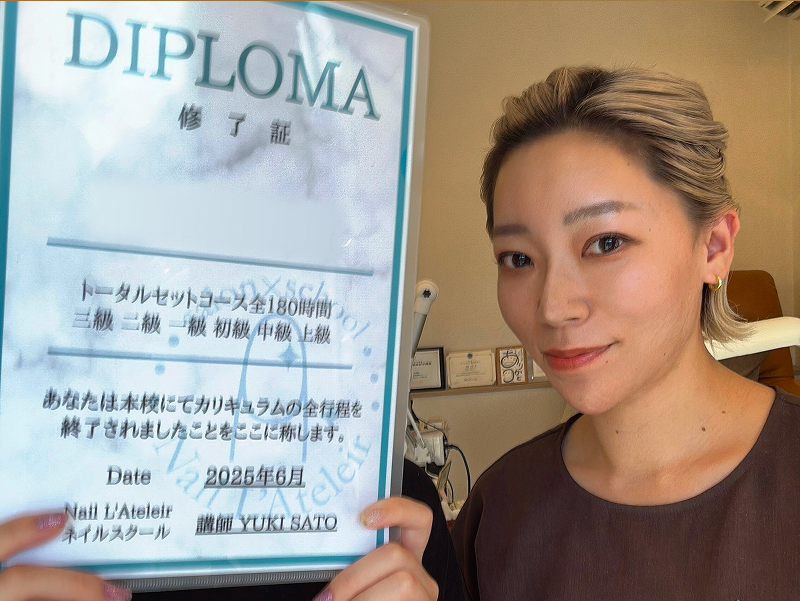 DIPLOMA
修了証
トータルセットコース全180時間
三級 二級 一級 初級 中級 上級
あなたは本校にてカリキュラムの全行程を
終了されましたことをここに称します。
Date 2025年6月
Nail L'Ateleir
ネイルスクール
講師 YUKI SATO
salon×school
Nail L'Ateleir